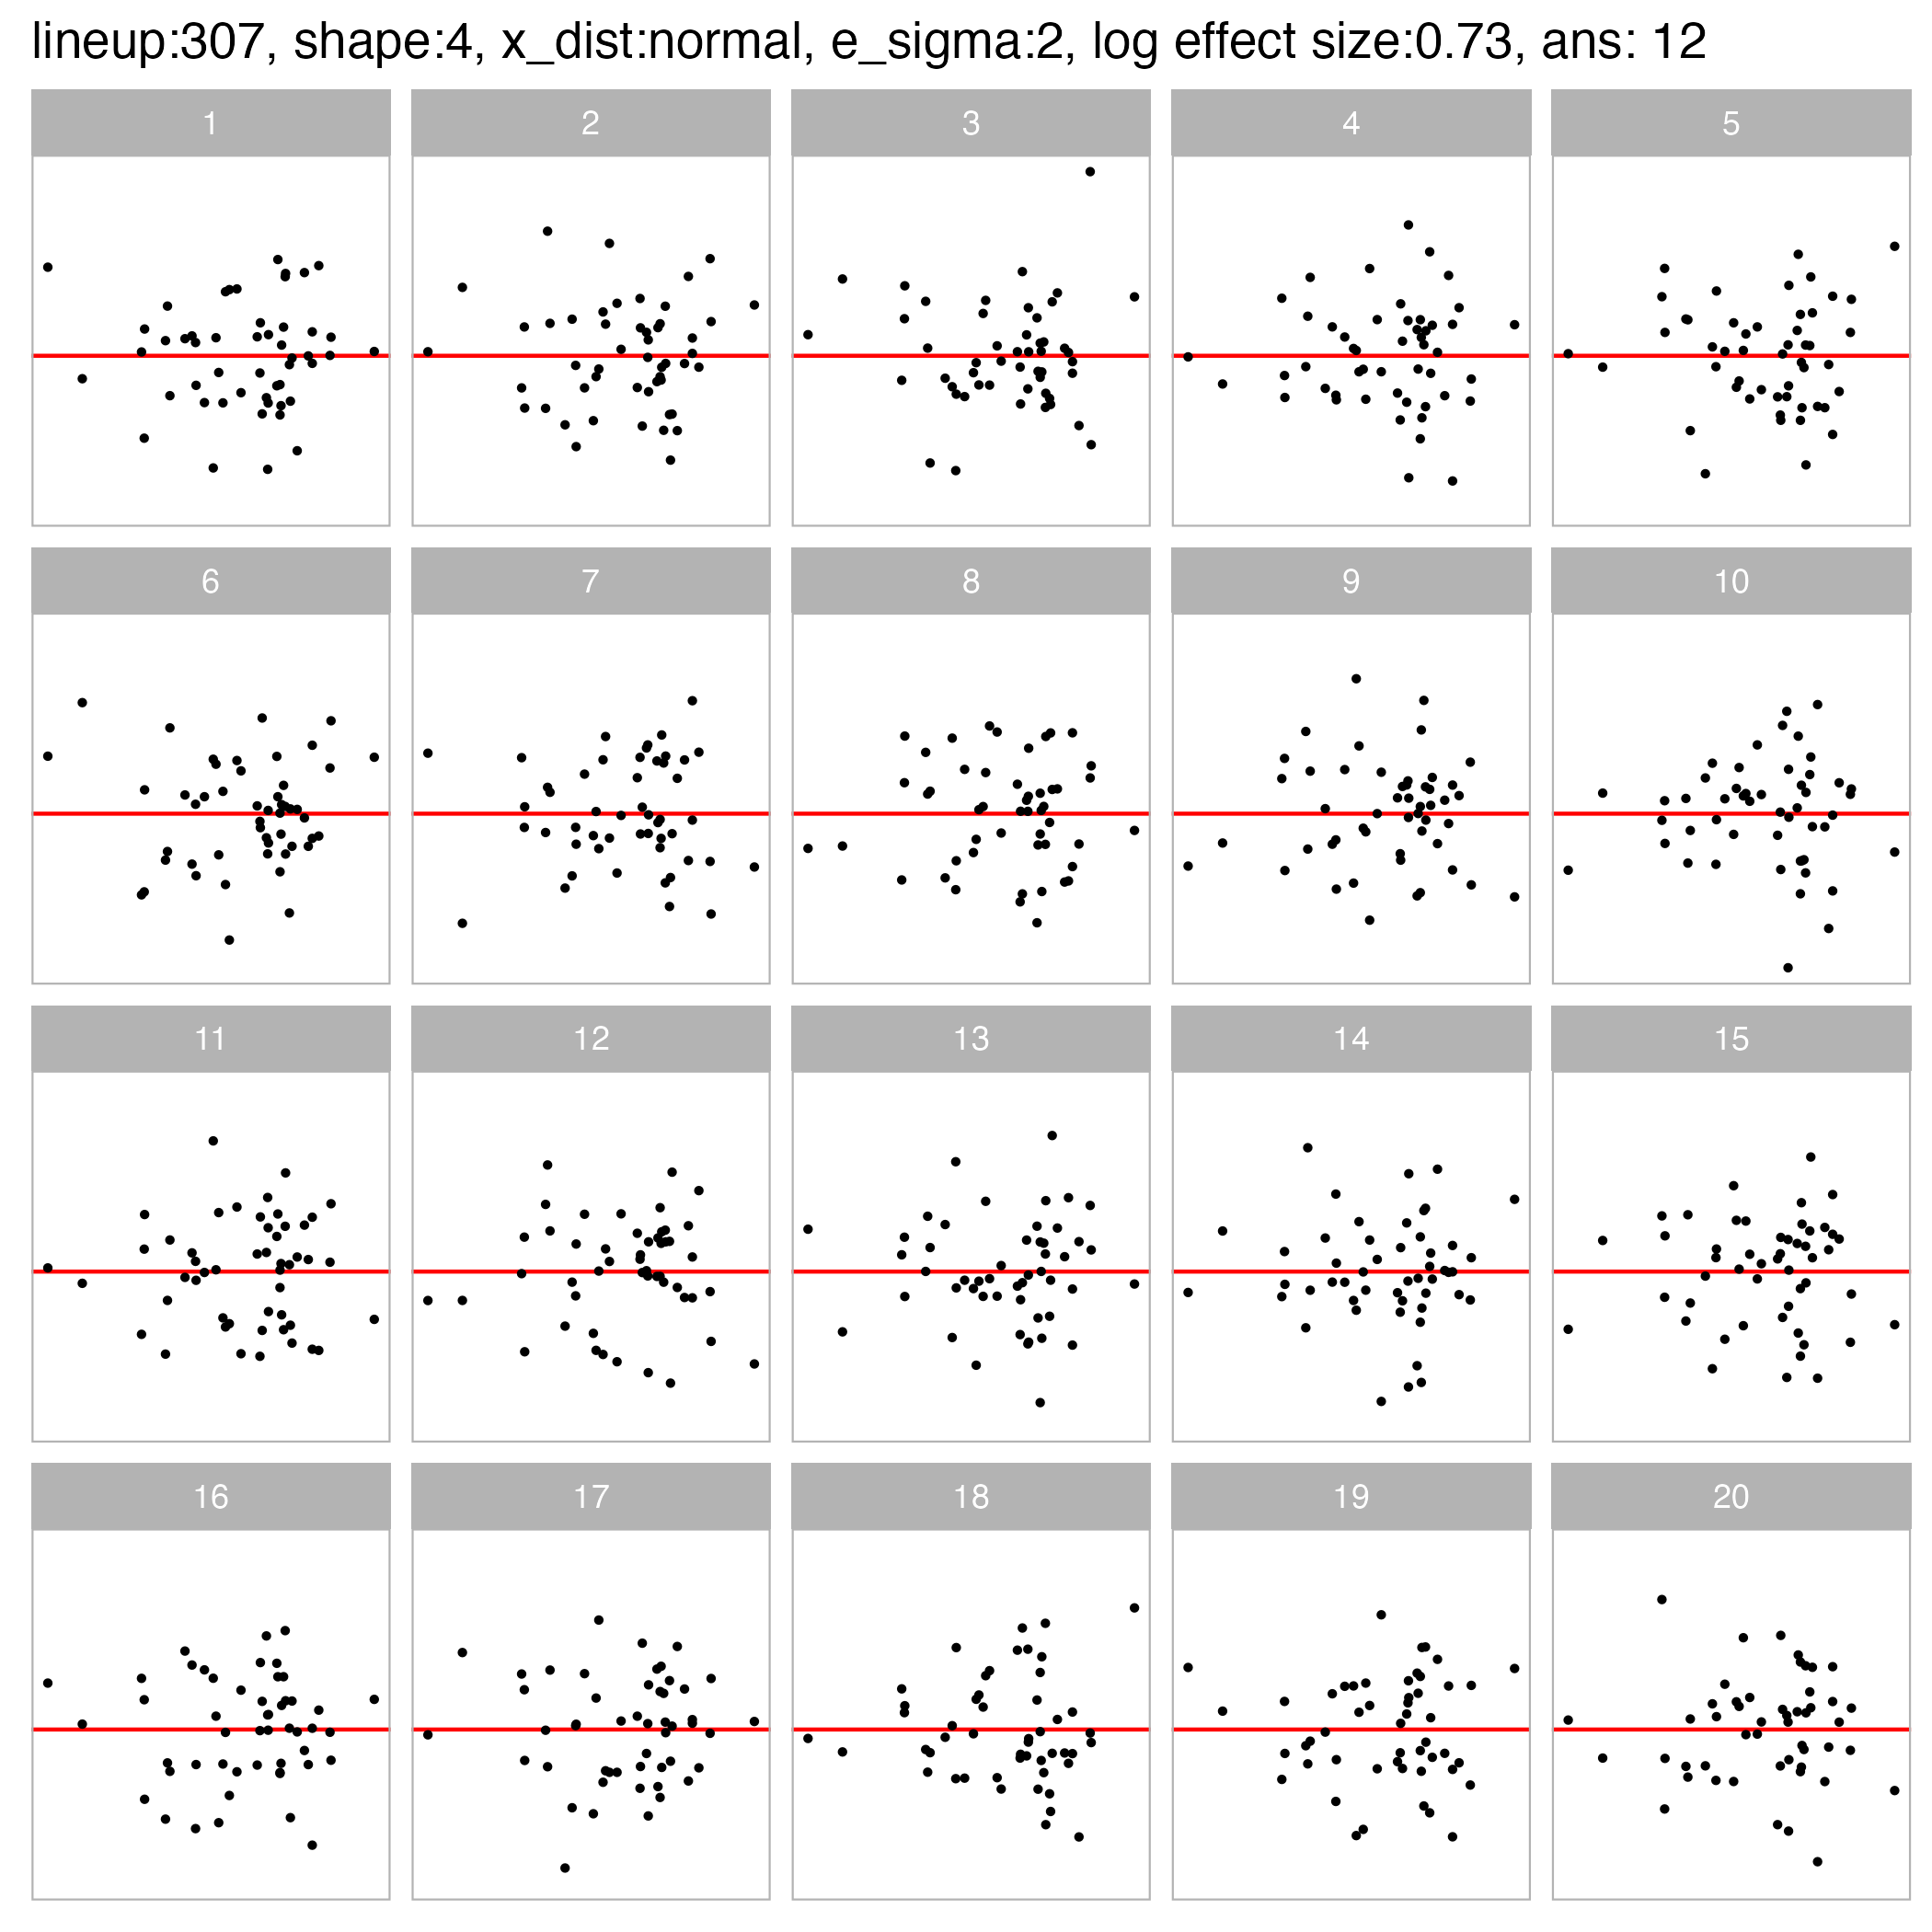 lineup:307, shape:4, x_dist:normal, e_sigma:2, log effect size:0.73, ans: 12
1 2 3 4 5
6 7 8 9 10
11 12 13 14 15
16 17 18 19 20